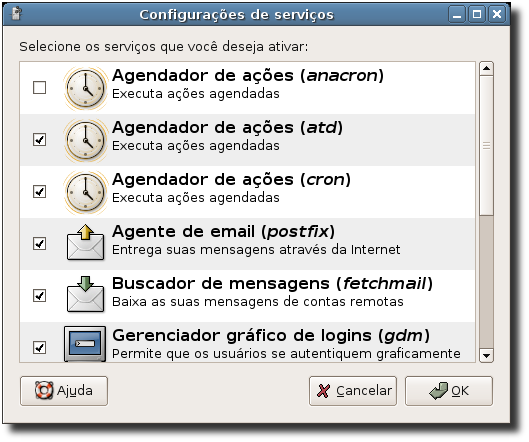 Configurações de serviços
Selecione os serviços que você deseja ativar:
Agendador de ações (anacron)
Executa ações agendadas
Agendador de ações (atd)
Executa ações agendadas
Agendador de ações (cron)
Executa ações agendadas
Agente de email (postfix)
Entrega suas mensagens através da Internet
Buscador de mensagens (fetchmail)
Baixa as suas mensagens de contas remotas
Gerenciador gráfico de logins (gdm)
Permite que os usuários se autentiquem graficamente
Ajuda
Cancelar
OK